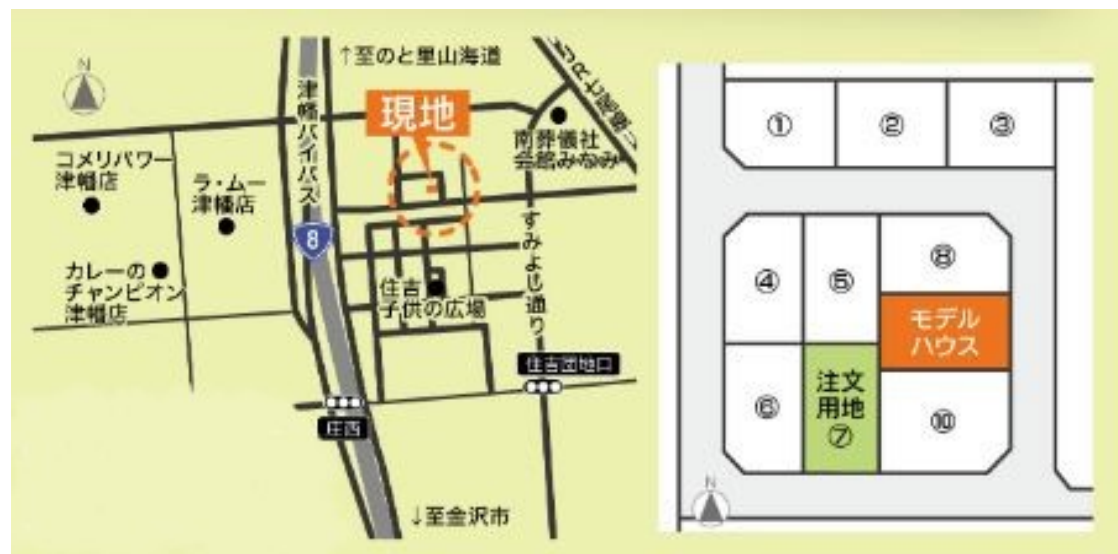 N
↑至のと里山海道
津幡バイパス
現地
南葬儀社
会館みなみ
コメリパワー
津幡店
ラ・ムー
津幡店
8
すみよし通り
カレーの
チャンピオン
津幡店
住吉
子供の広場
住吉団地口
庄西
↓至金沢市
①
②
③
④
⑤
⑧
モデル
ハウス
⑥
注文
用地
⑦
⑩
N